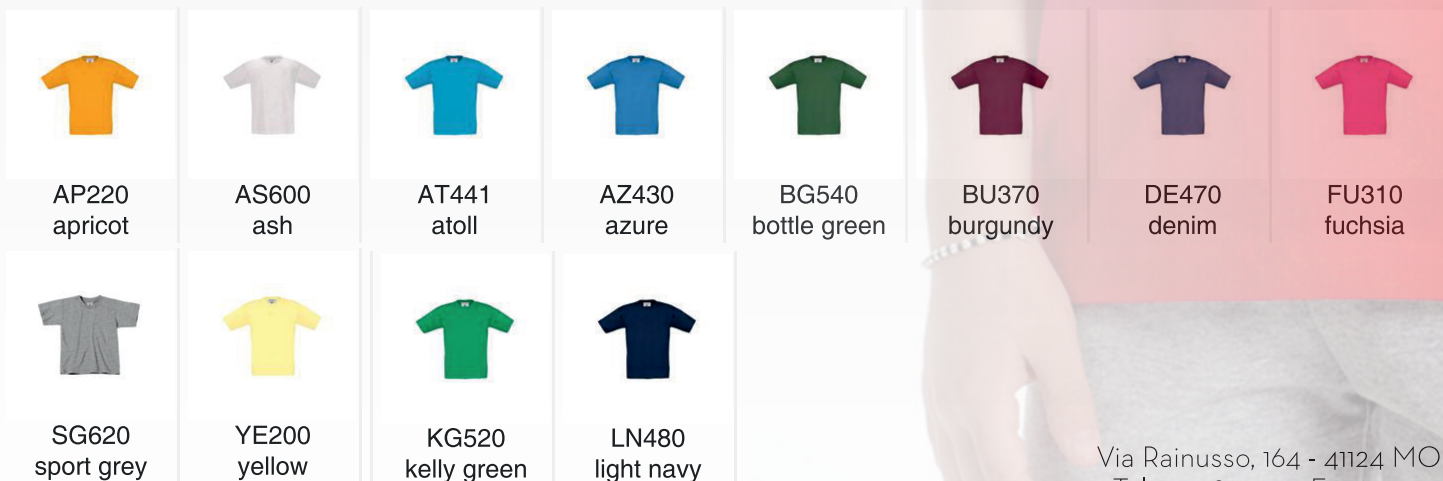 AP220
apricot
AS600
ash
AT441
atoll
AZ430
azure
BG540
bottle green
BU370
burgundy
DE470
denim
FU310
fuchsia
SG620
sport grey
YE200
yellow
KG520
kelly green
LN480
light navy
Via Rainusso, 164 - 41124 MO